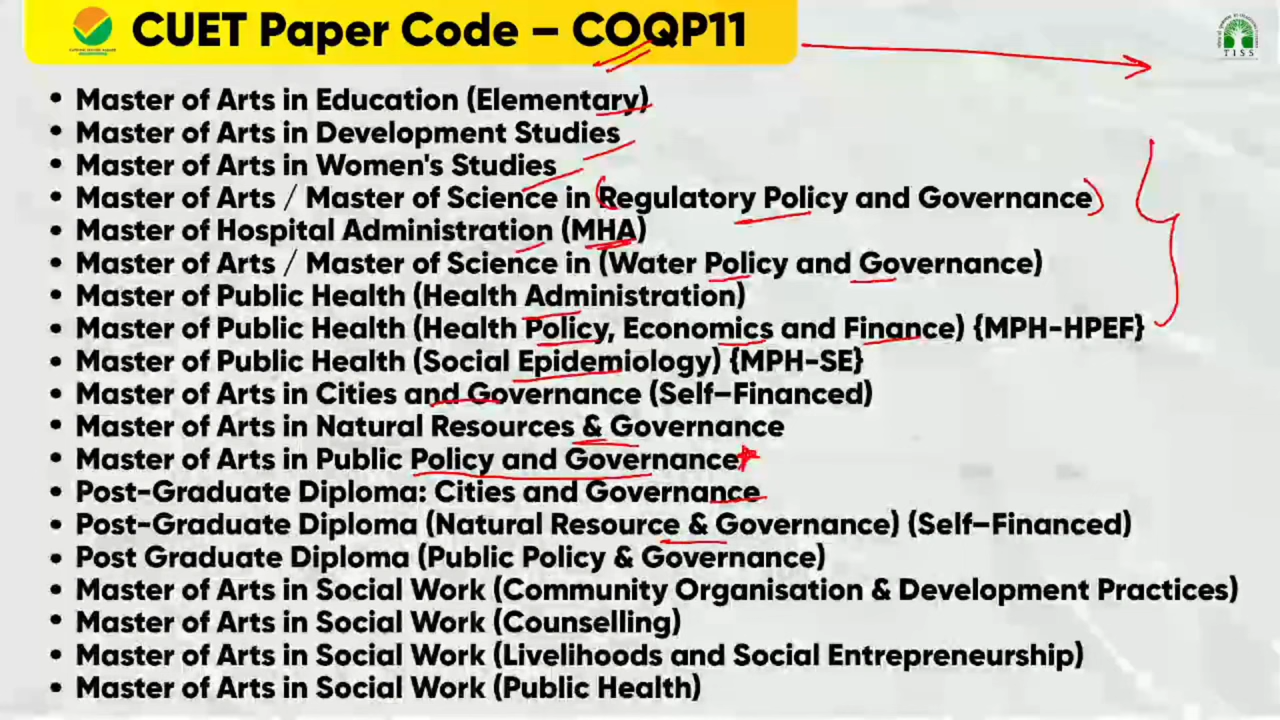 CUET Paper Code – COQP11
TISS
• Master of Arts in Education (Elementary)
• Master of Arts in Development Studies
• Master of Arts in Women's Studies
• Master of Arts / Master of Science in (Regulatory Policy and Governance)
• Master of Hospital Administration (MHA)
• Master of Arts / Master of Science in (Water Policy and Governance)
• Master of Public Health (Health Administration)
• Master of Public Health (Health Policy, Economics and Finance) {MPH-HPEF}
• Master of Public Health (Social Epidemiology) {MPH-SE}
• Master of Arts in Cities and Governance (Self–Financed)
• Master of Arts in Natural Resources & Governance
• Master of Arts in Public Policy and Governance
• Post-Graduate Diploma: Cities and Governance
• Post-Graduate Diploma (Natural Resource & Governance) (Self–Financed)
• Post Graduate Diploma (Public Policy & Governance)
• Master of Arts in Social Work (Community Organisation & Development Practices)
• Master of Arts in Social Work (Counselling)
• Master of Arts in Social Work (Livelihoods and Social Entrepreneurship)
• Master of Arts in Social Work (Public Health)